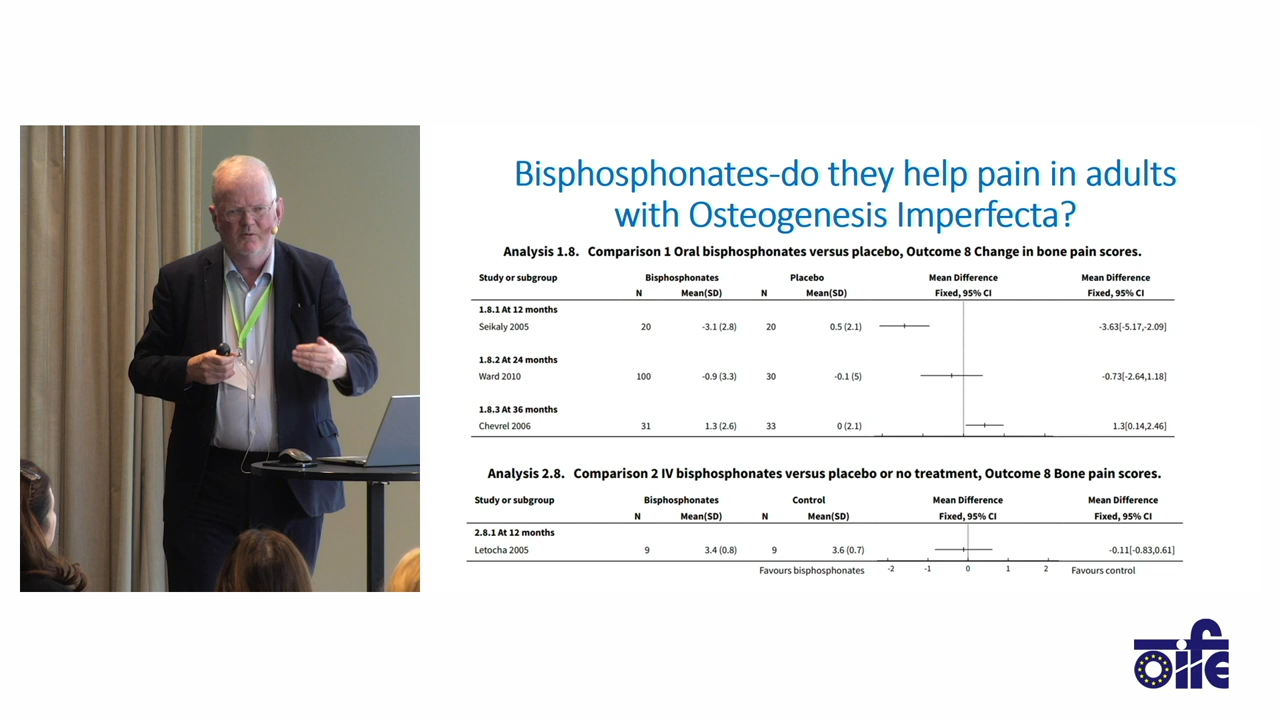 Bisphosphonates-do they help pain in adults
with Osteogenesis Imperfecta?
Analysis 1.8. Comparison 1 Oral bisphosphonates versus placebo, Outcome 8 Change in bone pain scores.
Study or subgroup Bisphosphonates Placebo Mean Difference Mean Difference
N Mean(SD) N Mean(SD) Fixed, 95% CI Fixed, 95% CI
1.8.1 At 12 months
Seikaly 2005 20 -3.1 (2.8) 20 0.5 (2.1) -3.63[-5.17,-2.09]
1.8.2 At 24 months
Ward 2010 100 -0.9 (3.3) 30 -0.1 (5) -0.73[-2.64,1.18]
1.8.3 At 36 months
Chevrel 2006 31 1.3 (2.6) 33 0 (2.1) 1.3[0.14,2.46]
Analysis 2.8. Comparison 2 IV bisphosphonates versus placebo or no treatment, Outcome 8 Bone pain scores.
Study or subgroup Bisphosphonates Control Mean Difference Mean Difference
N Mean(SD) N Mean(SD) Fixed, 95% CI Fixed, 95% CI
2.8.1 At 12 months
Letocha 2005 9 3.4 (0.8) 9 3.6 (0.7) -0.11[-0.83,0.61]
Favours bisphosphonates -2 -1 0 1 2 Favours control
oife